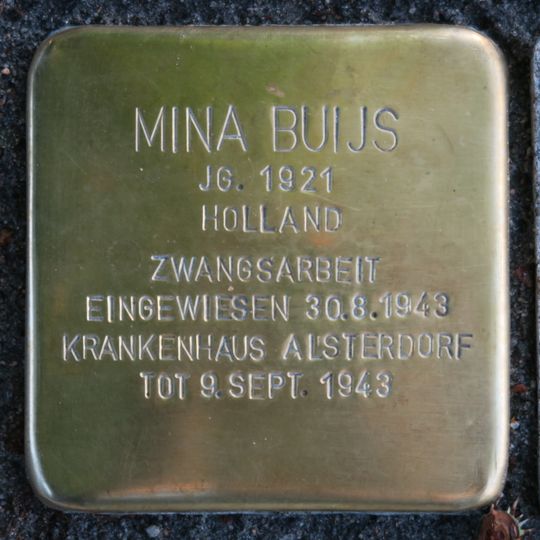 MINA BUIJS
JG. 1921
HOLLAND
ZWANGSARBEIT
EINGEWIESEN 30.8.1943
KRANKENHAUS ALSTERDORF
TOT 9. SEPT. 1943